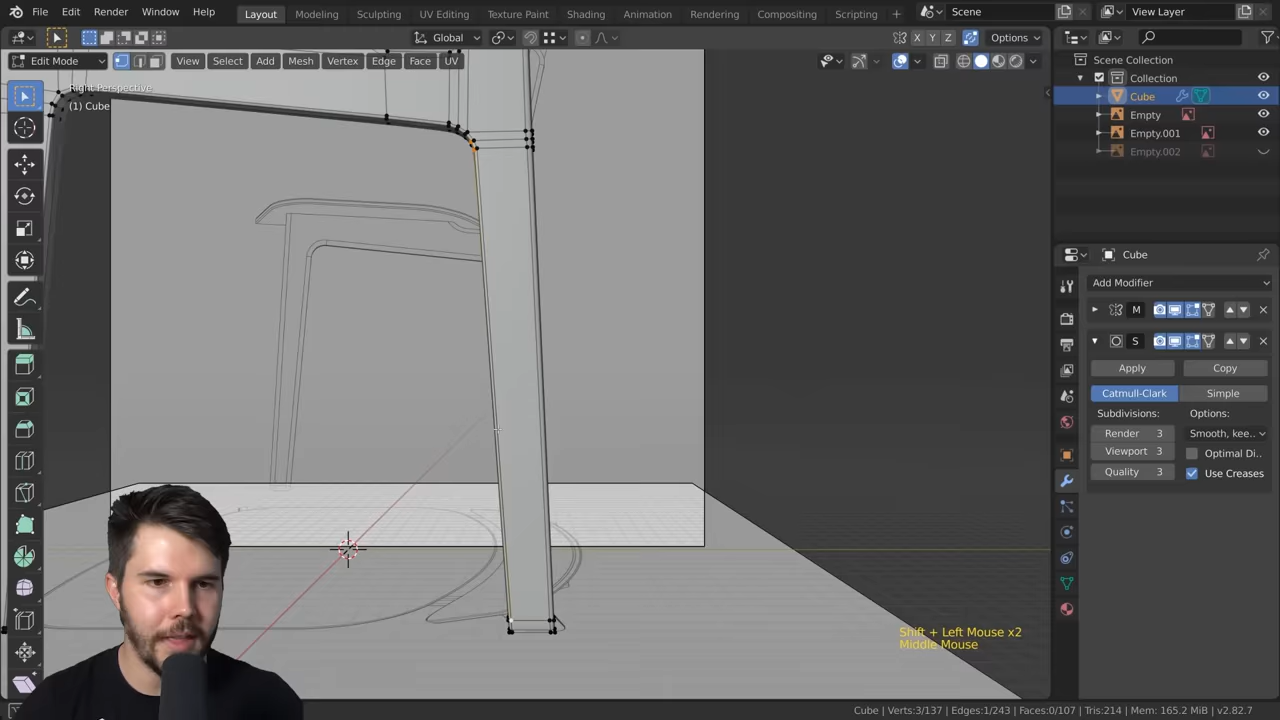 File Edit Render Window Help Layout Modeling Sculpting UV Editing Texture Paint Shading Animation Rendering Compositing Scripting Scene View Layer
Global X Y Z Options
Edit Mode View Select Add Mesh Vertex Edge Face UV
Right Perspective
(1) Cube
Scene Collection
Collection
Cube
Empty
Empty.001
Empty.002
Cube
Add Modifier
M
S
Apply Copy
Catmull-Clark Simple
Subdivisions: Options:
Render 3 Smooth, kee..
Viewport 3 Optimal Di..
Quality 3 Use Creases
Shift + Left Mouse x2
Middle Mouse
Cube | Verts:3/137 | Edges:1/243 | Faces:0/107 | Tris:214 | Mem: 165.2 MiB | v2.82.7